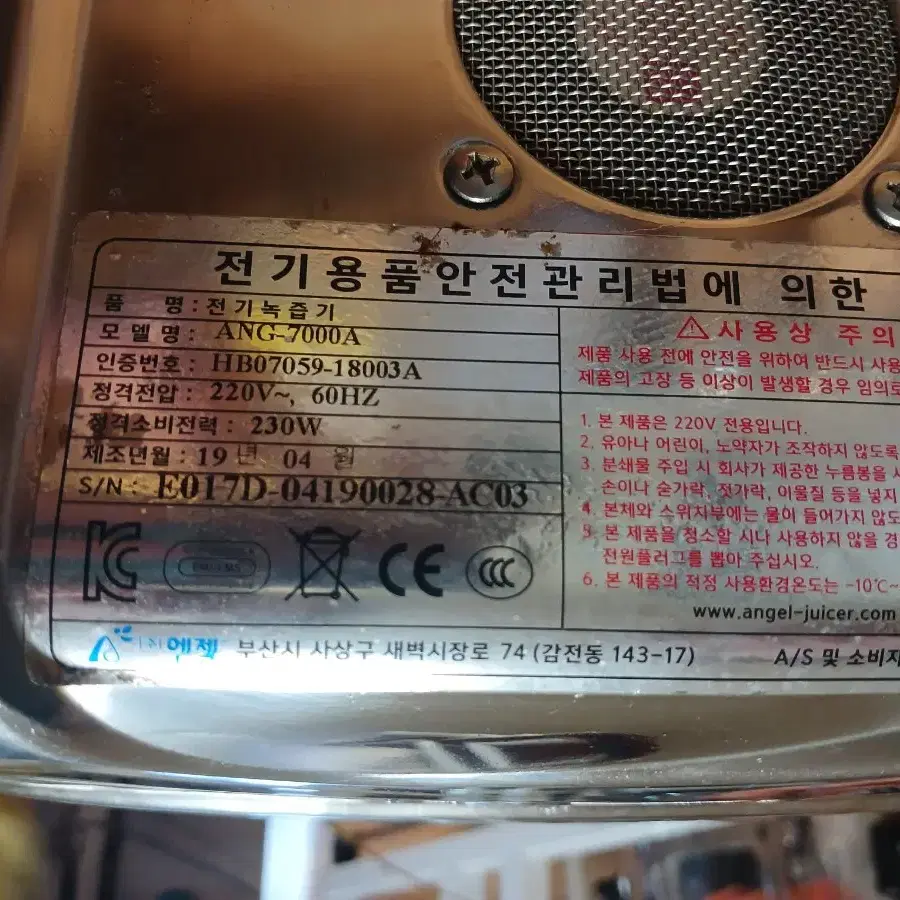 전기용품안전관리법에 의한
품 명 : 전기녹즙기
모델명 : ANG-7000A
인증번호 : HB07059-18003A
정격전압 : 220V~, 60HZ
정격소비전력 : 230W
제조년월 : 19년 04 월
S/N : E017D-04190028-AC03
⚠사용상 주의
제품 사용 전에 안전을 위하여 반드시 사용
제품의 고장 등 이상이 발생할 경우 임의로
1. 본 제품은 220V 전용입니다.
2. 유아나 어린이, 노약자가 조작하지 않도록
3. 분쇄물 주입 시 회사가 제공한 누름봉을 사
손이나 숟가락, 젓가락, 이물질 등을 넣지
4. 본체와 스위치부에는 물이 들어가지 않도
5. 본 제품을 청소할 시나 사용하지 않을 경
전원플러그를 뽑아 주십시오.
6. 본 제품의 적정 사용환겸온도는 -10℃~
www.angel-juicer.com
CE
CCC
에젤 부산시 사상구 새벽시장로 74 (감전동 143-17) A/S 및 소비자